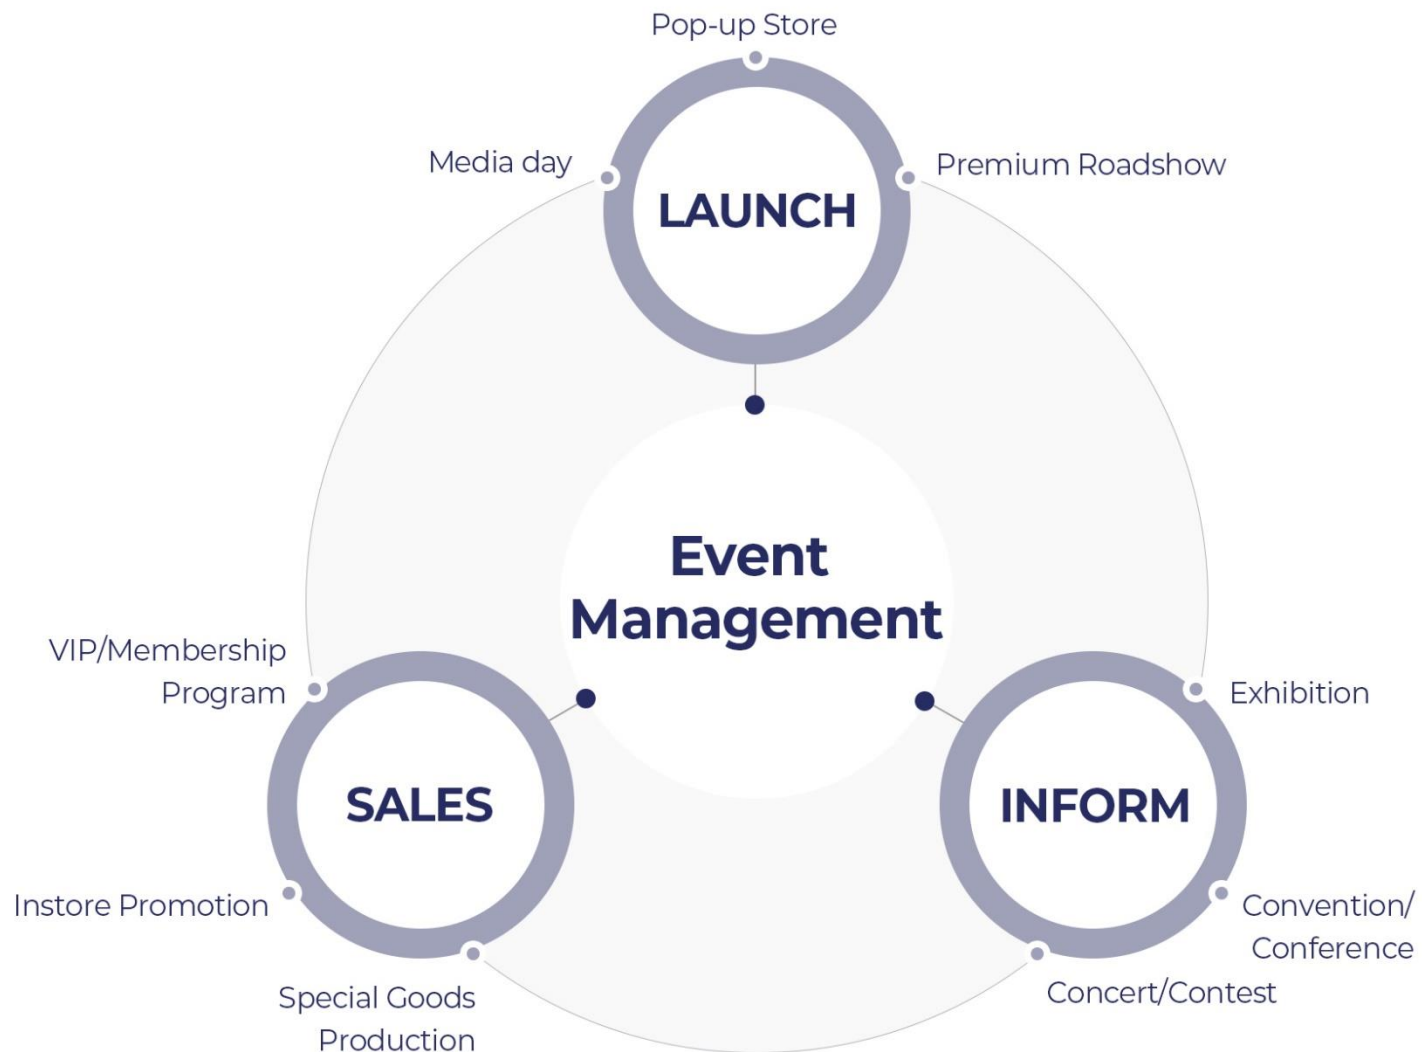 Pop-up Store
Media day
Premium Roadshow
LAUNCH
Event
Management
VIP/Membership
Program
Exhibition
SALES
INFORM
Instore Promotion
Convention/
Conference
Special Goods
Production
Concert/Contest